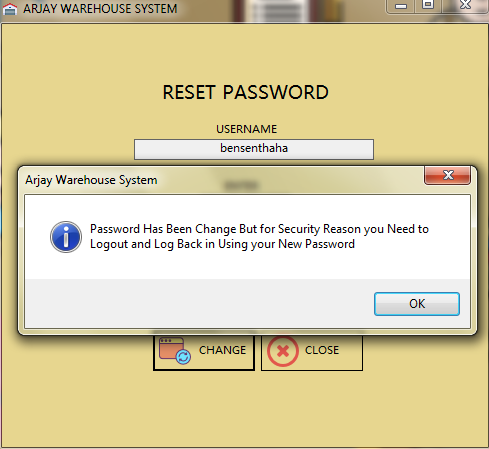 ARJAY WAREHOUSE SYSTEM
RESET PASSWORD
USERNAME
bensenthaha
Arjay Warehouse System
Password Has Been Change But for Security Reason you Need to
Logout and Log Back in Using your New Password
OK
CHANGE
CLOSE